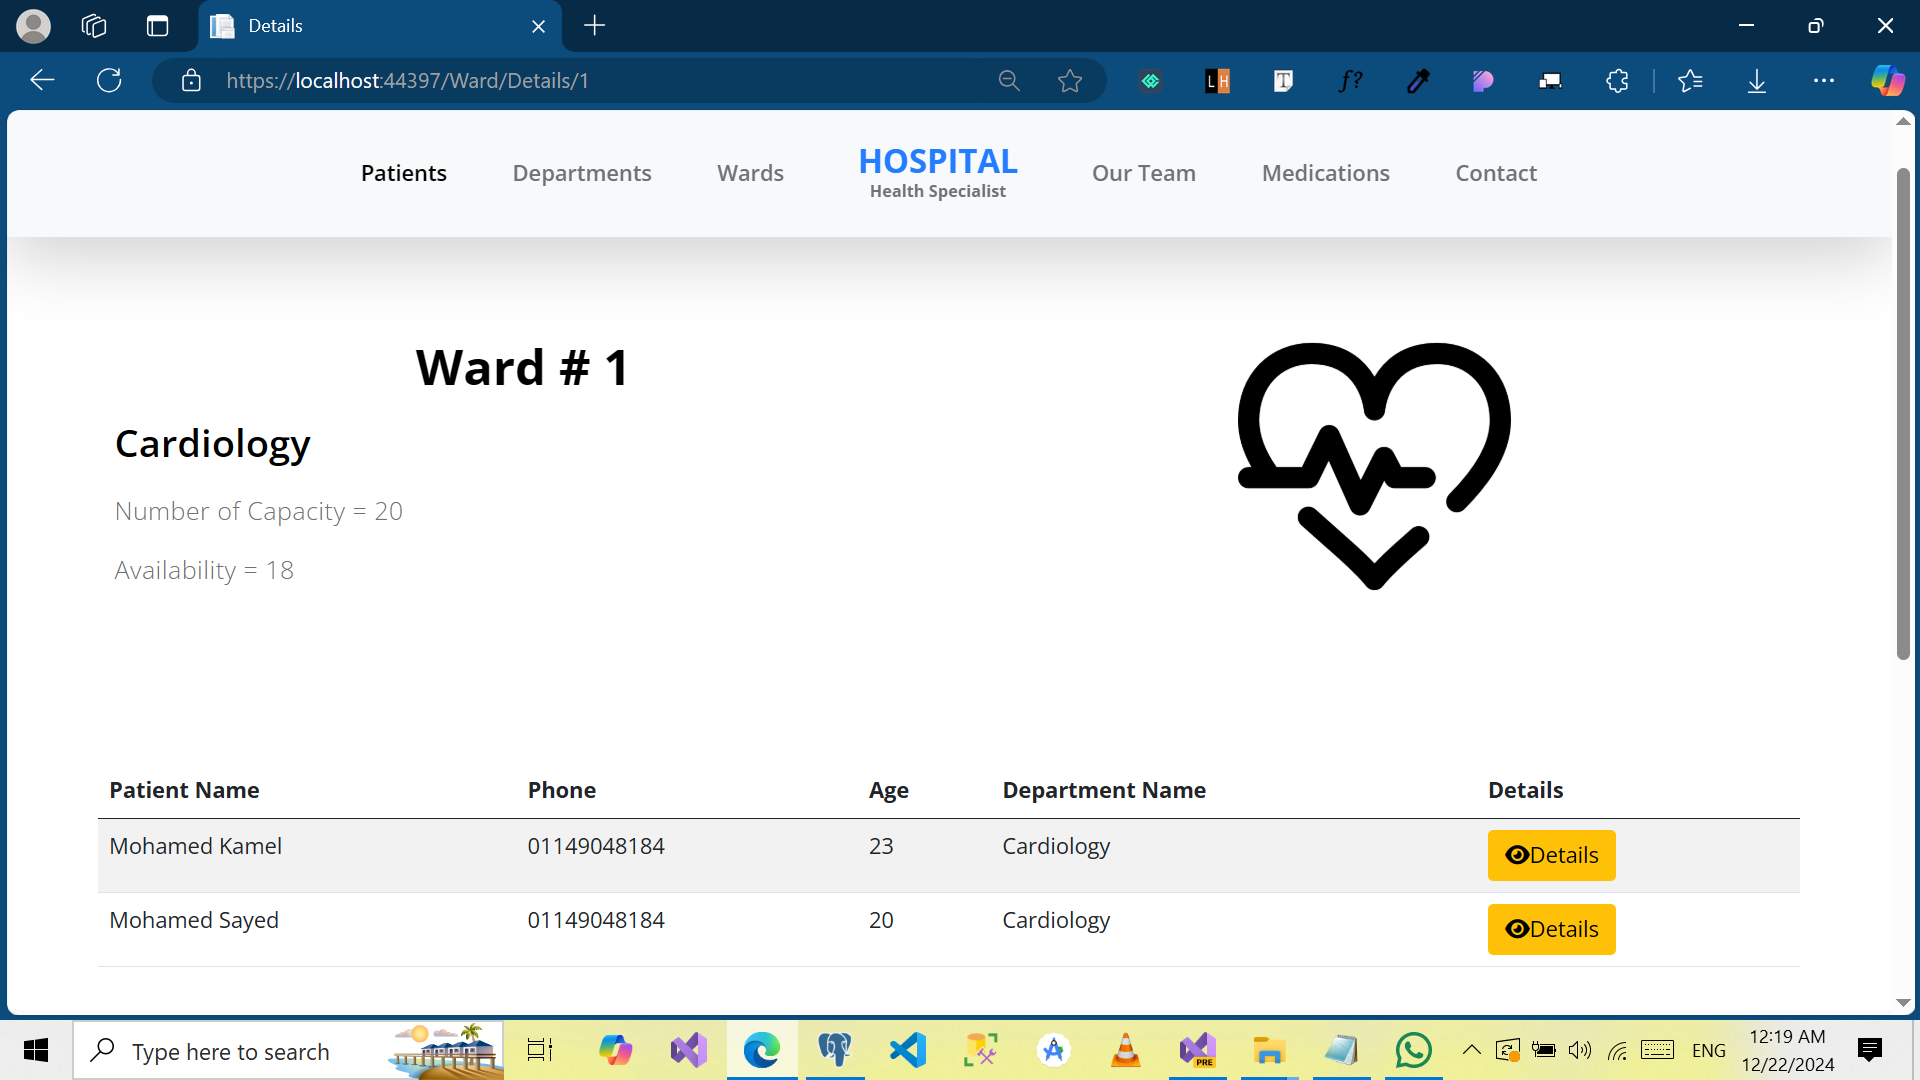 Details
https://localhost:44397/Ward/Details/1
LH
T
f?
Patients Departments Wards HOSPITAL Our Team Medications Contact
Health Specialist
Ward # 1
Cardiology
Number of Capacity = 20
Availability = 18
Patient Name Phone Age Department Name Details
Mohamed Kamel 01149048184 23 Cardiology Details
Mohamed Sayed 01149048184 20 Cardiology Details
Type here to search
PRE
ENG
12:19 AM
12/22/2024